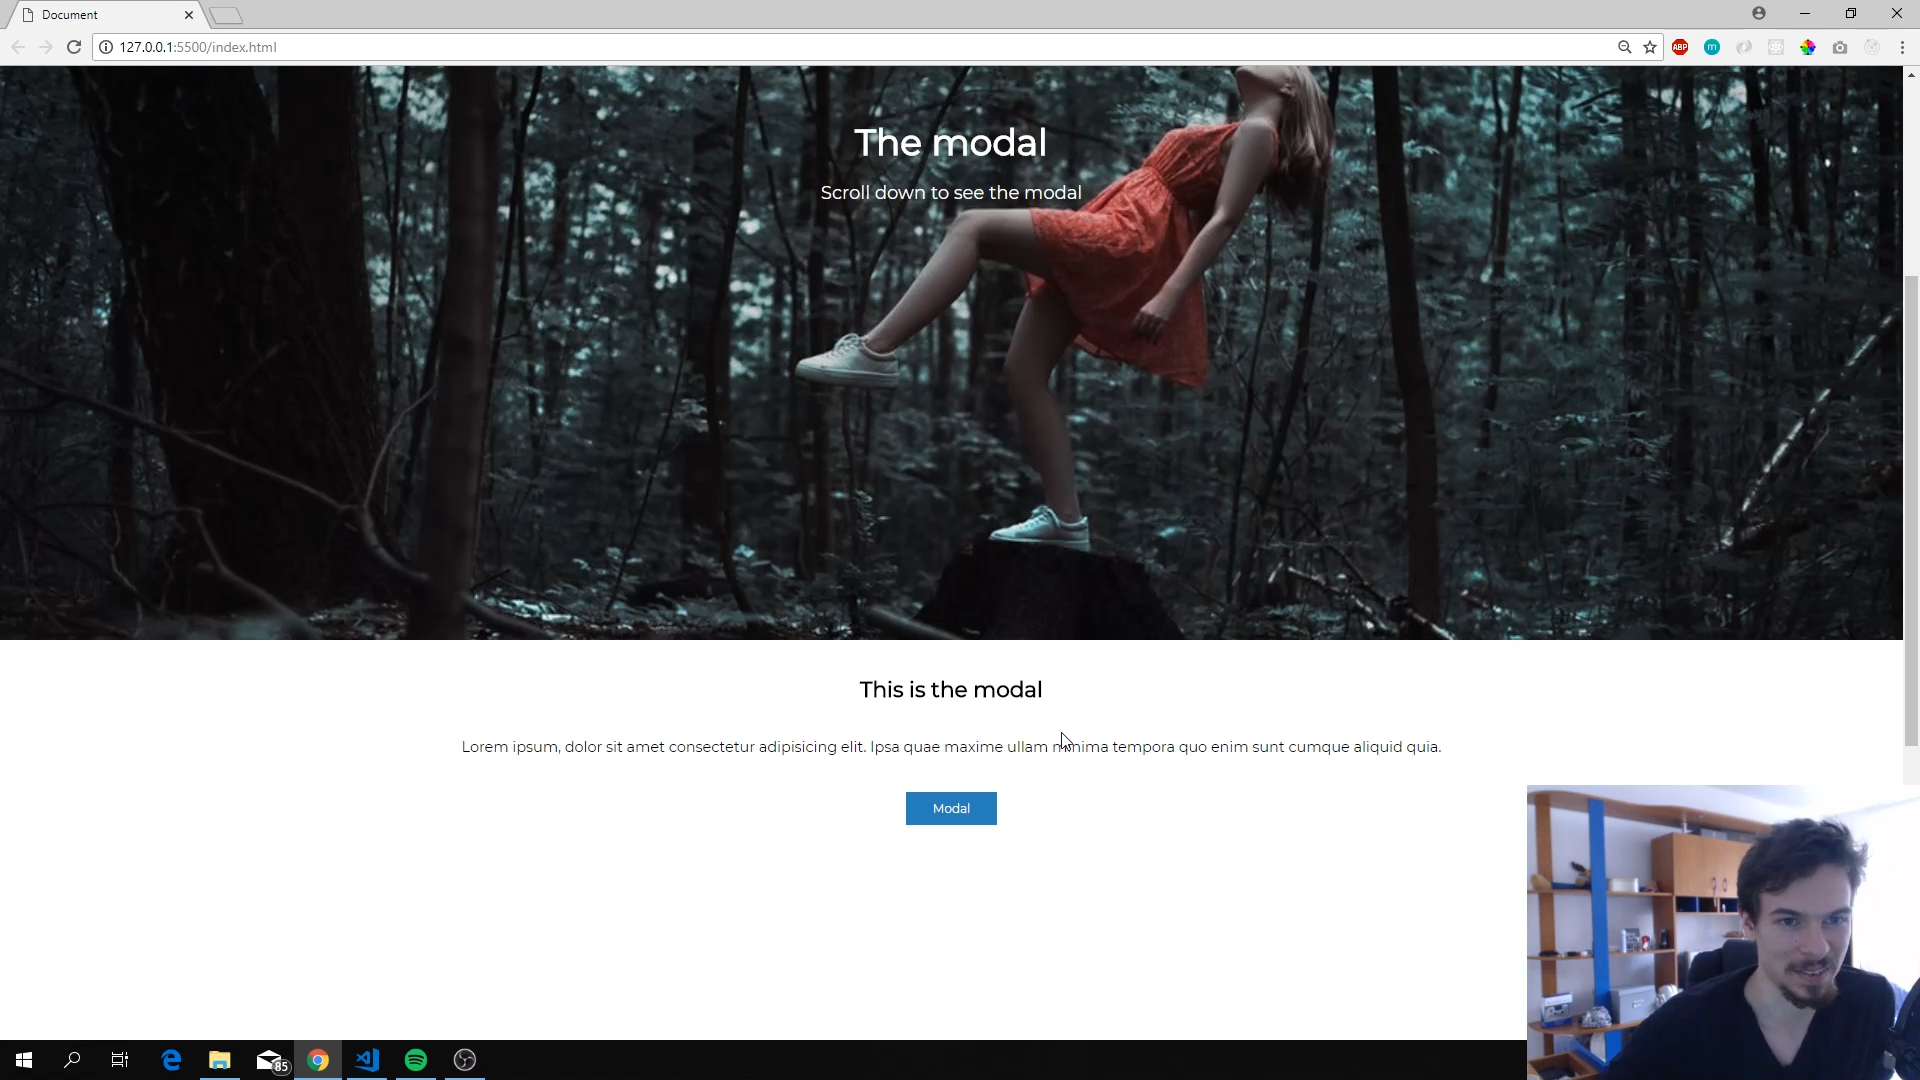 Document
127.0.0.1:5500/index.html
ABP
m
The modal
Scroll down to see the modal
This is the modal
Lorem ipsum, dolor sit amet consectetur adipisicing elit. Ipsa quae maxime ullam minima tempora quo enim sunt cumque aliquid quia.
Modal
85